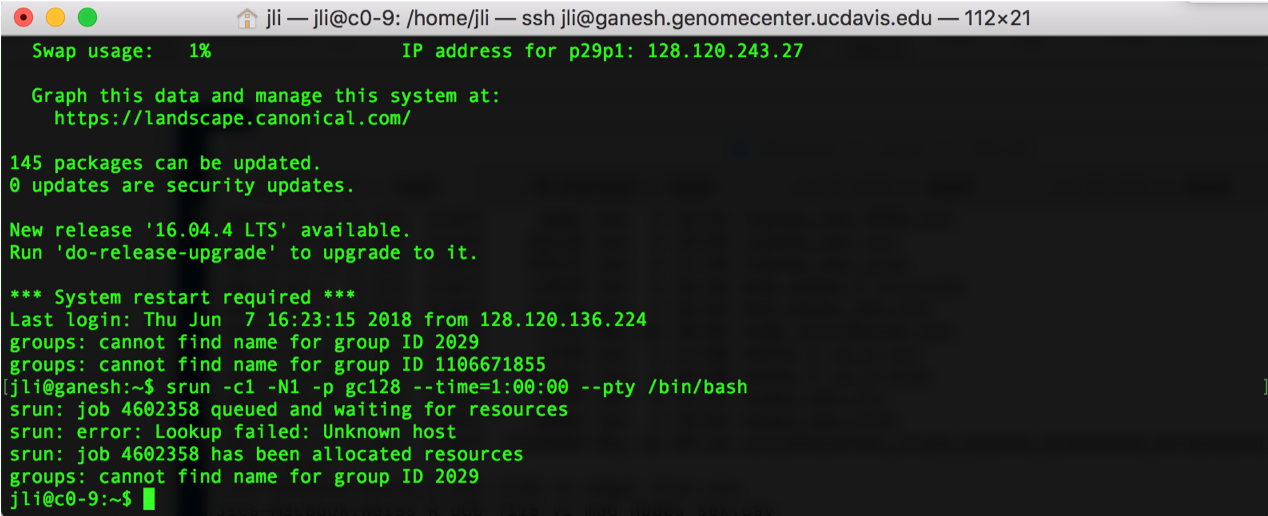 jli — jli@c0-9: /home/jli — ssh jli@ganesh.genomecenter.ucdavis.edu — 112×21
Swap usage:   1%                 IP address for p29p1: 128.120.243.27
Graph this data and manage this system at:
https://landscape.canonical.com/
145 packages can be updated.
0 updates are security updates.
New release '16.04.4 LTS' available.
Run 'do-release-upgrade' to upgrade to it.
*** System restart required ***
Last login: Thu Jun  7 16:23:15 2018 from 128.120.136.224
groups: cannot find name for group ID 2029
groups: cannot find name for group ID 1106671855
[jli@ganesh:~$ srun -c1 -N1 -p gc128 --time=1:00:00 --pty /bin/bash ]
srun: job 4602358 queued and waiting for resources
srun: error: Lookup failed: Unknown host
srun: job 4602358 has been allocated resources
groups: cannot find name for group ID 2029
jli@c0-9:~$